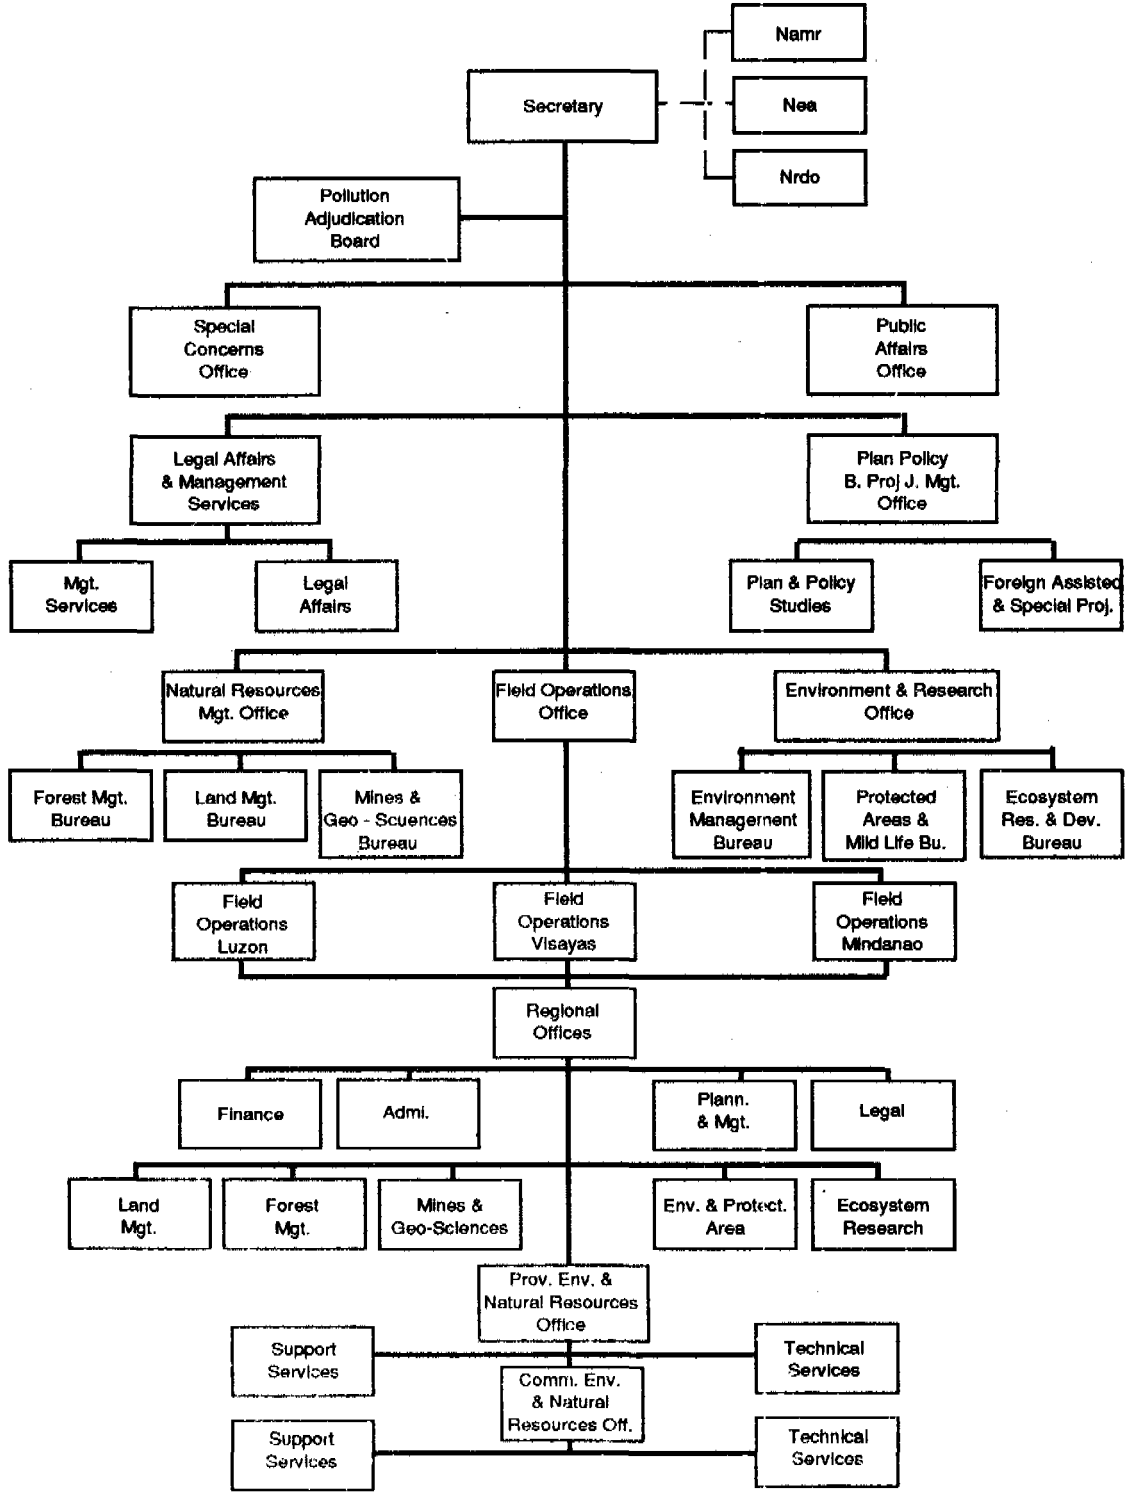 Namr
Secretary
Nea
Nrdo
Pollution
Adjudication
Board
Special
Concerns
Office
Public
Affairs
Office
Legal Affairs
& Management
Services
Plan Policy
B. Proj J. Mgt.
Office
Mgt.
Services
Legal
Affairs
Plan & Policy
Studies
Foreign Assisted
& Special Proj.
Natural Resources
Mgt. Office
Field Operations
Office
Environment & Research
Office
Forest Mgt.
Bureau
Land Mgt.
Bureau
Mines &
Geo - Scuences
Bureau
Environment
Management
Bureau
Protected
Areas &
Mild Life Bu.
Ecosystem
Res. & Dev.
Bureau
Field
Operations
Luzon
Field
Operations
Visayas
Field
Operations
Mindanao
Regional
Offices
Finance
Admi.
Plann.
& Mgt.
Legal
Land
Mgt.
Forest
Mgt.
Mines &
Geo-Sciences
Env. & Protect.
Area
Ecosystem
Research
Prov. Env. &
Natural Resources
Office
Support
Services
Technical
Services
Comm. Env.
& Natural
Resources Off.
Support
Services
Technical
Services